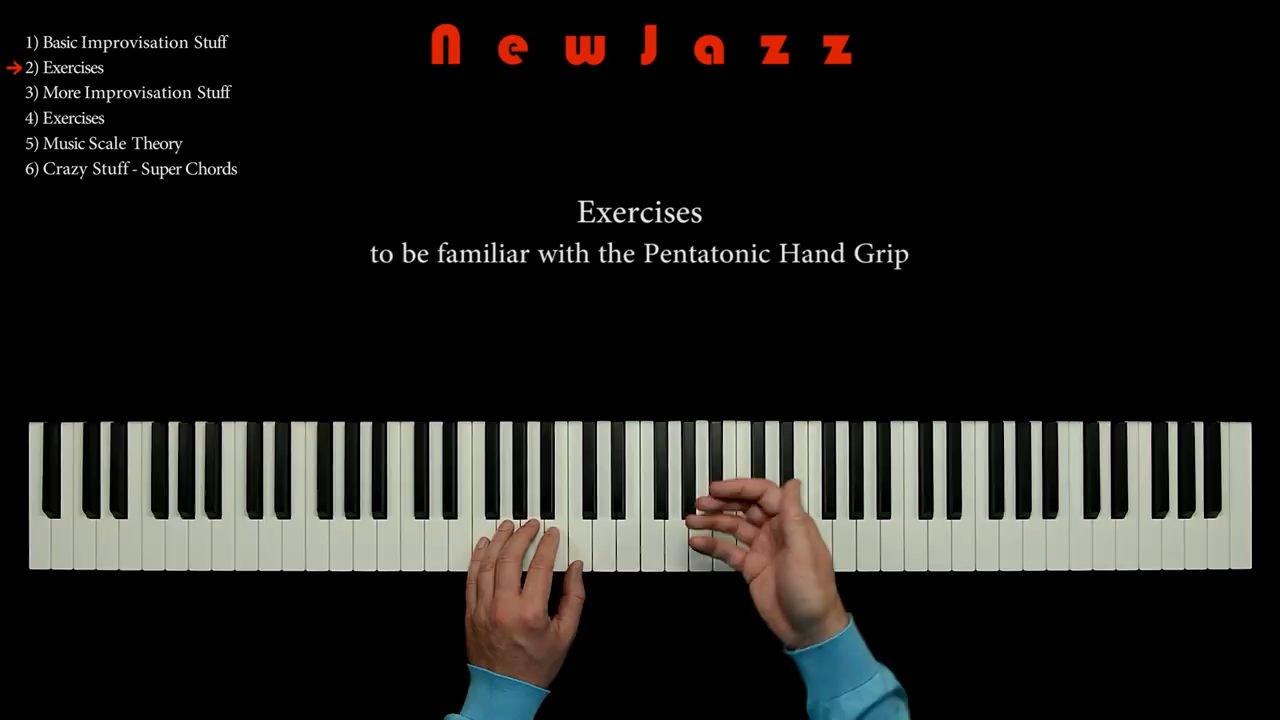 1) Basic Improvisation Stuff
→2) Exercises
3) More Improvisation Stuff
4) Exercises
5) Music Scale Theory
6) Crazy Stuff - Super Chords
NewJazz
Exercises
to be familiar with the Pentatonic Hand Grip